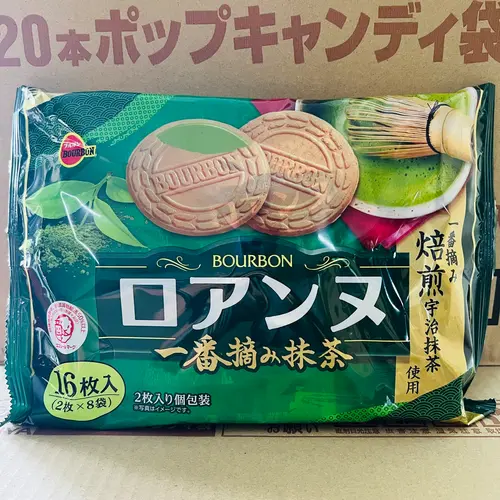 20本ポップキャンディ袋
BOURBON
BOURBON
BOURBON
BOURBON
ロアンヌ
一番摘み抹茶
一番摘み
焙煎宇治抹茶
使用
16枚入
(2枚×8袋)
2枚入り個包装
※写真はイメージです。
お願い